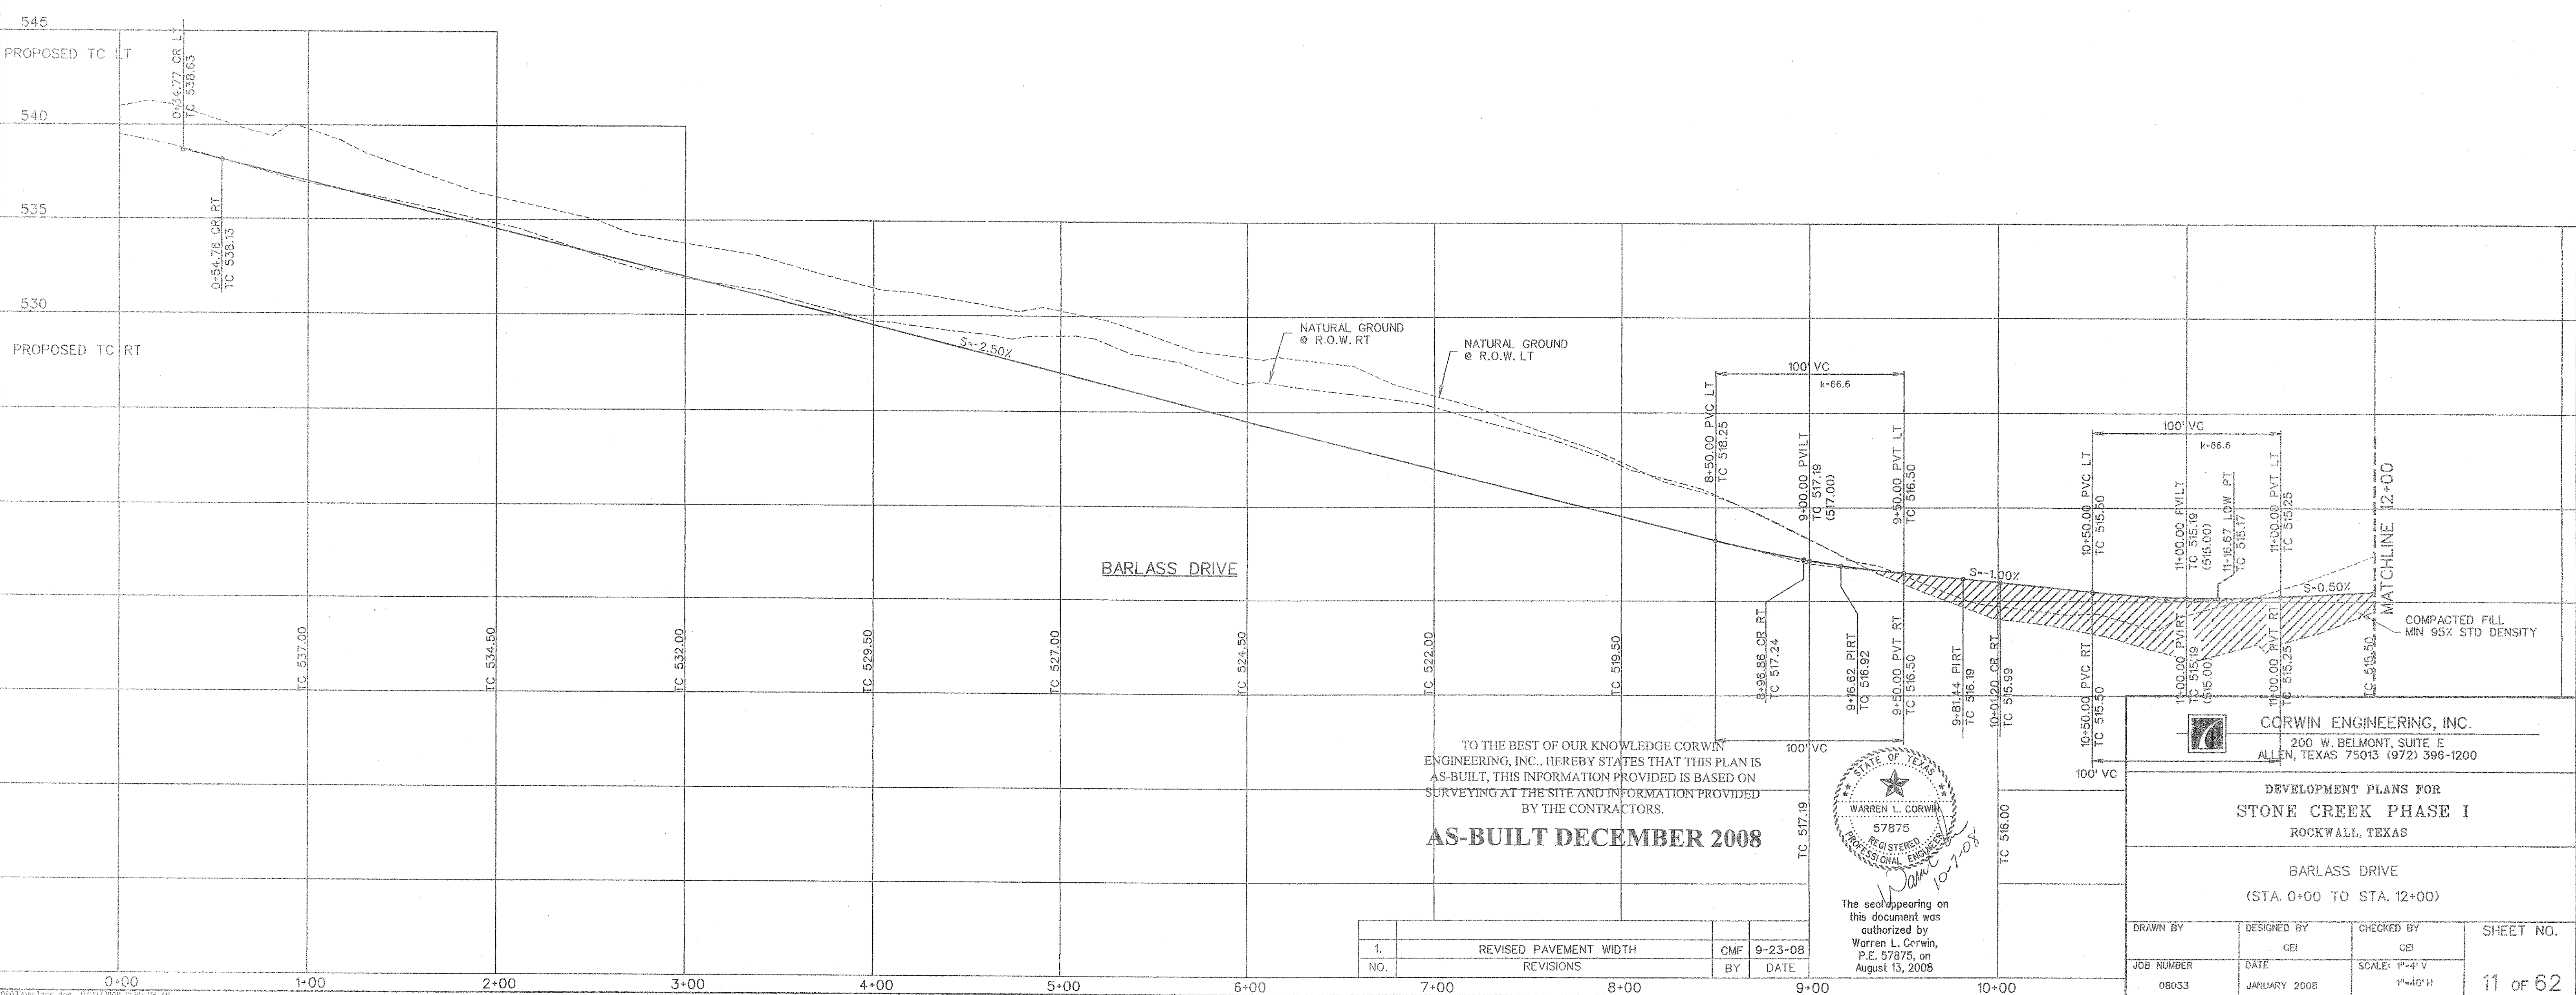 545
PROPOSED TC LT
0+34.77 CR LT
TC 538.63
540
535
0+54.76 CR RT
TC 538.13
530
PROPOSED TC RT
S=-2.50%
NATURAL GROUND
@ R.O.W. RT
NATURAL GROUND
@ R.O.W. LT
100' VC
k=66.6
8+50.00 PVC LT
TC 518.25
9+00.00 PVILT
TC 517.19
(517.00)
9+50.00 PVT LT
TC 516.50
100' VC
k=66.6
10+50.00 PVC LT
TC 515.50
11+00.00 PVILT
TC 515.19
(515.00)
11+16.67 LOW PT
TC 515.17
11+00.00 PVT LT
TC 515.25
MATCHLINE 12+00
BARLASS DRIVE
S=-1.00%
S=0.50%
COMPACTED FILL
MIN 95% STD DENSITY
TC 537.00
TC 534.50
TC 532.00
TC 529.50
TC 527.00
TC 524.50
TC 522.00
TC 519.50
8+96.86 CR RT
TC 517.24
9+16.62 PIRT
TC 516.92
9+50.00 PVT RT
TC 516.50
9+81.44 PIRT
TC 516.19
10+01.20 CR RT
TC 515.99
10+50.00 PVC RT
TC 515.50
11+00.00 PVIRT
TC 515.19
(515.00)
11+00.00 PVT RT
TC 515.25
TC 515.50
100' VC
100' VC
TC 517.19
TC 516.00
TO THE BEST OF OUR KNOWLEDGE CORWIN
ENGINEERING, INC., HEREBY STATES THAT THIS PLAN IS
AS-BUILT, THIS INFORMATION PROVIDED IS BASED ON
SURVEYING AT THE SITE AND INFORMATION PROVIDED
BY THE CONTRACTORS.
AS-BUILT DECEMBER 2008
STATE OF TEXAS
WARREN L. CORWIN
57875
REGISTERED
PROFESSIONAL ENGINEER
10-7-08
The seal appearing on
this document was
authorized by
Warren L. Corwin,
P.E. 57875, on
August 13, 2008
1. REVISED PAVEMENT WIDTH CMF 9-23-08
NO. REVISIONS BY DATE
CORWIN ENGINEERING, INC.
200 W. BELMONT, SUITE E
ALLEN, TEXAS 75013 (972) 396-1200
DEVELOPMENT PLANS FOR
STONE CREEK PHASE I
ROCKWALL, TEXAS
BARLASS DRIVE
(STA. 0+00 TO STA. 12+00)
DRAWN BY
DESIGNED BY
CEI
CHECKED BY
CEI
SHEET NO.
JOB NUMBER
08033
DATE
JANUARY 2008
SCALE: 1"=4' V
1"=40' H
11 OF 62
0+00 1+00 2+00 3+00 4+00 5+00 6+00 7+00 8+00 9+00 10+00